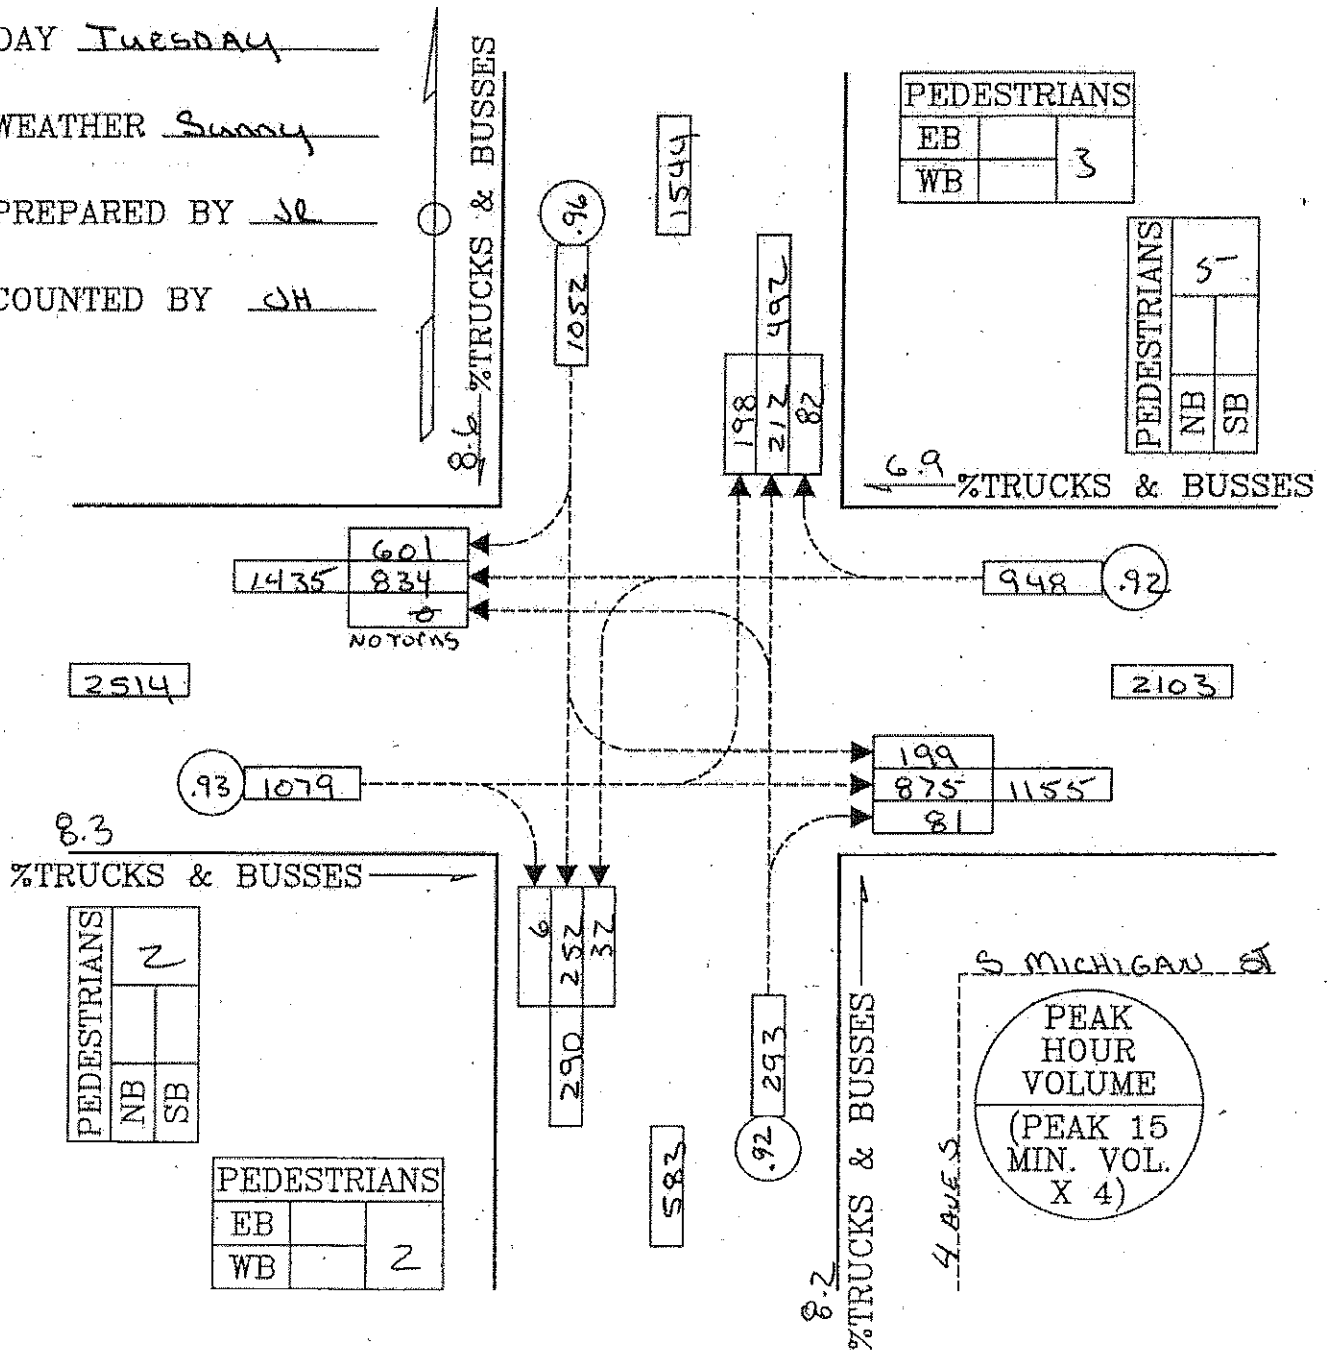 DAY TUESDAY
WEATHER Sunny
PREPARED BY JR
COUNTED BY JH
8.6 %TRUCKS & BUSSES
.96
1052
1544
492
198
212
82
PEDESTRIANS
EB
WB
3
PEDESTRIANS
5
NB
SB
6.9 %TRUCKS & BUSSES
601
1435 834
0
NO TURNS
948 .92
2514
2103
.93 1079
199
875 1155
81
8.3
%TRUCKS & BUSSES
6
252
32
290
293
.92
583
PEDESTRIANS
2
NB
SB
PEDESTRIANS
EB
WB
2
8.2
%TRUCKS & BUSSES
S MICHIGAN ST
4 AVE S
PEAK
HOUR
VOLUME
(PEAK 15
MIN. VOL.
X 4)